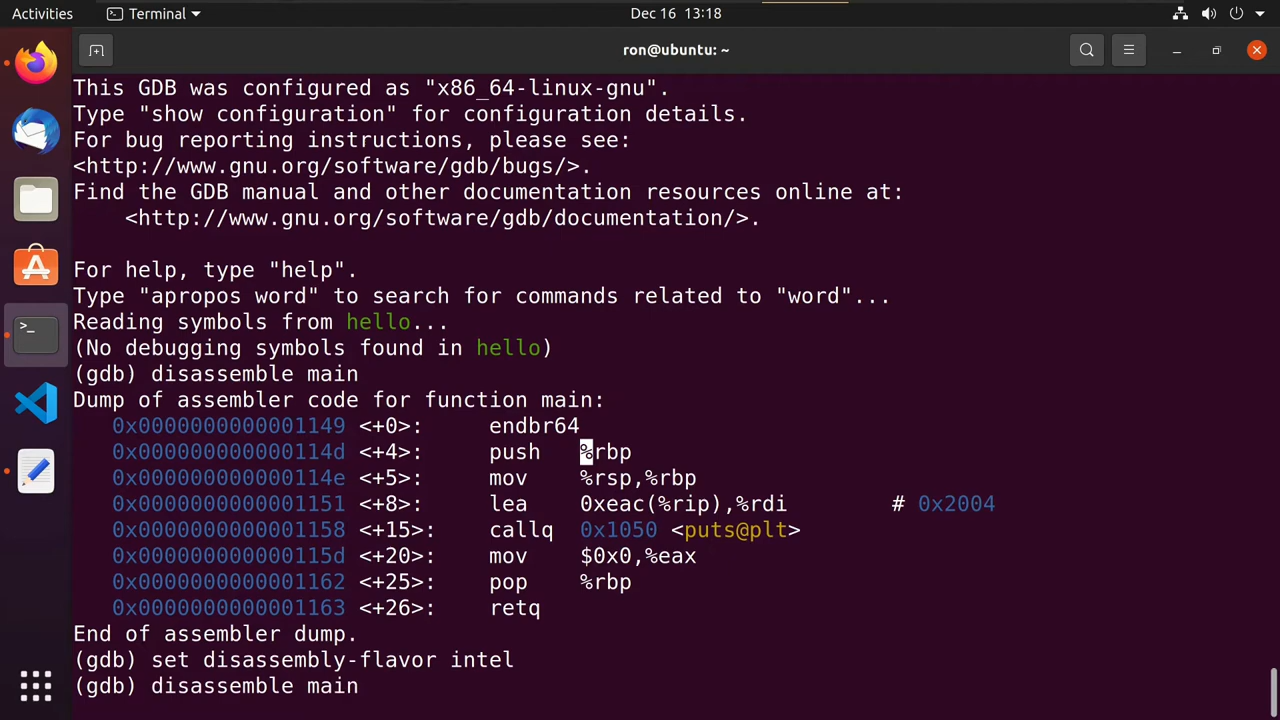 Activities Terminal Dec 16 13:18
ron@ubuntu: ~
This GDB was configured as "x86_64-linux-gnu".
Type "show configuration" for configuration details.
For bug reporting instructions, please see:
<http://www.gnu.org/software/gdb/bugs/>.
Find the GDB manual and other documentation resources online at:
    <http://www.gnu.org/software/gdb/documentation/>.
For help, type "help".
Type "apropos word" to search for commands related to "word"...
Reading symbols from hello...
(No debugging symbols found in hello)
(gdb) disassemble main
Dump of assembler code for function main:
   0x0000000000001149 <+0>:     endbr64
   0x000000000000114d <+4>:     push   %rbp
   0x000000000000114e <+5>:     mov    %rsp,%rbp
   0x0000000000001151 <+8>:     lea    0xeac(%rip),%rdi        # 0x2004
   0x0000000000001158 <+15>:    callq  0x1050 <puts@plt>
   0x000000000000115d <+20>:    mov    $0x0,%eax
   0x0000000000001162 <+25>:    pop    %rbp
   0x0000000000001163 <+26>:    retq
End of assembler dump.
(gdb) set disassembly-flavor intel
(gdb) disassemble main